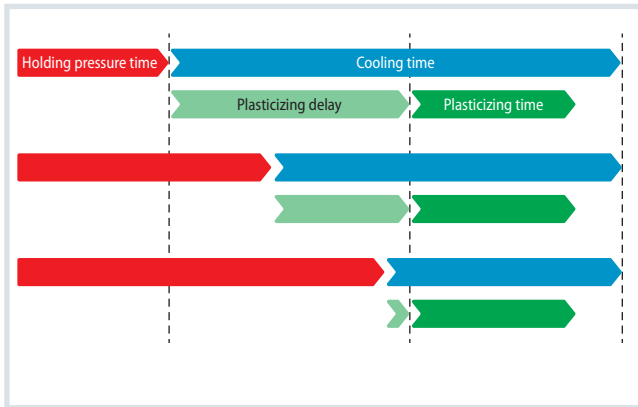 Holding pressure time
Cooling time
Plasticizing delay
Plasticizing time